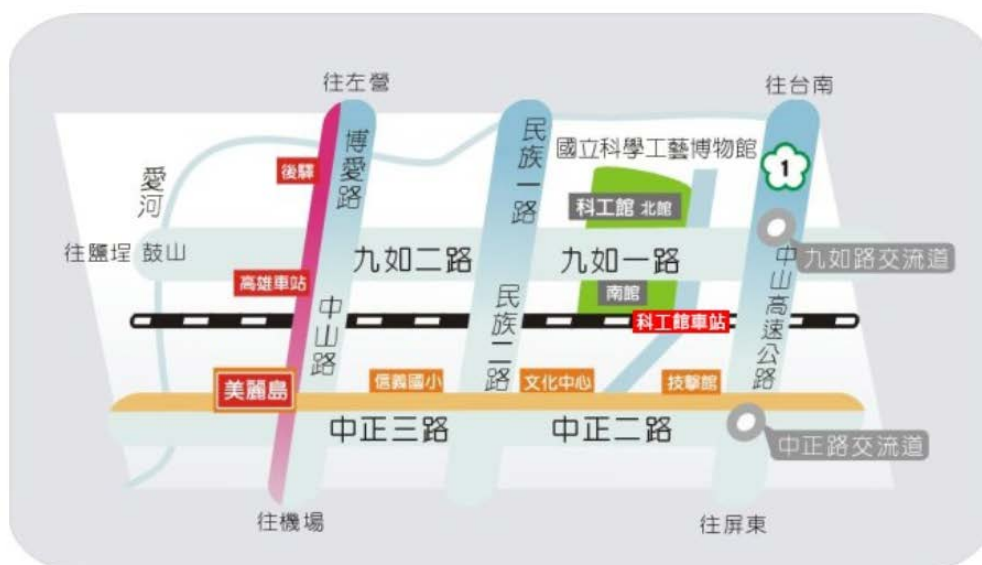 往左營
往台南
博愛路
民族一路
國立科學工藝博物館
1
後驛
愛河
科工館 北館
往鹽埕 鼓山
九如二路
九如一路
九如路交流道
高雄車站
南館
中山路
民族二路
科工館車站
中山高速公路
美麗島
信義國小
文化中心
技擊館
中正三路
中正二路
中正路交流道
往機場
往屏東